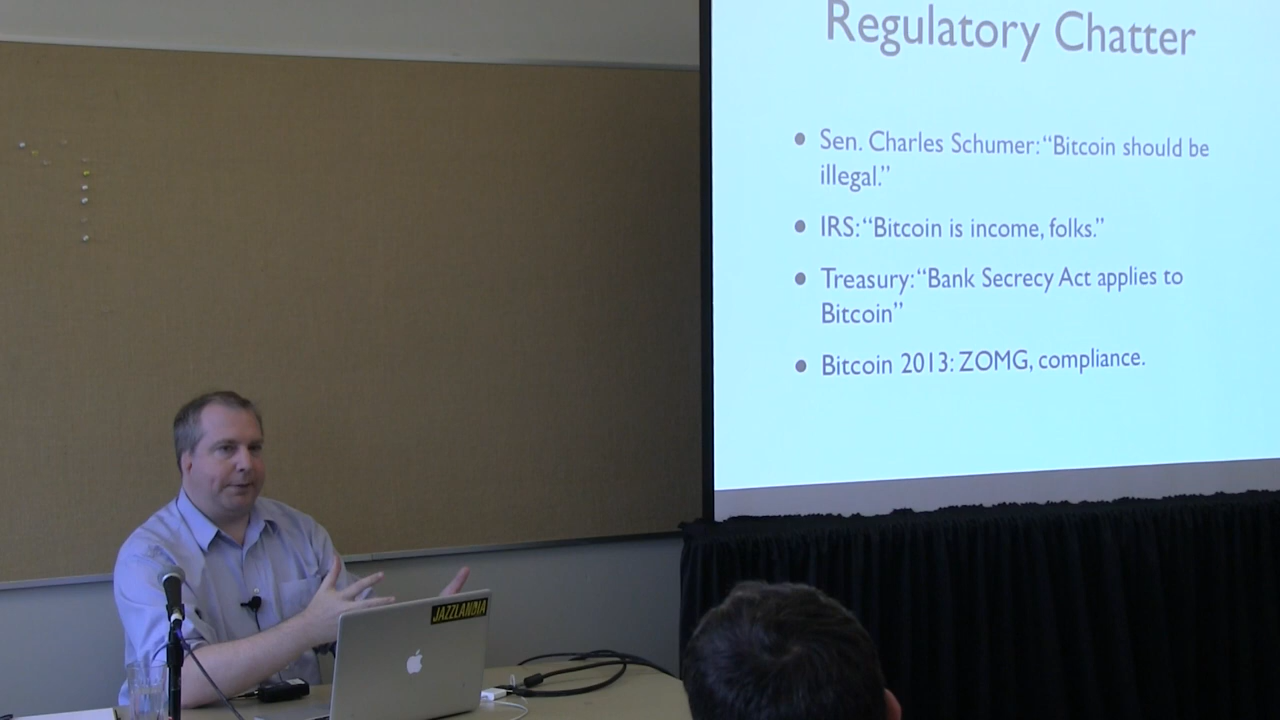 Regulatory Chatter
• Sen. Charles Schumer: “Bitcoin should be
illegal.”
• IRS: “Bitcoin is income, folks.”
• Treasury: “Bank Secrecy Act applies to
Bitcoin”
• Bitcoin 2013: ZOMG, compliance.
JAZZLANDIA